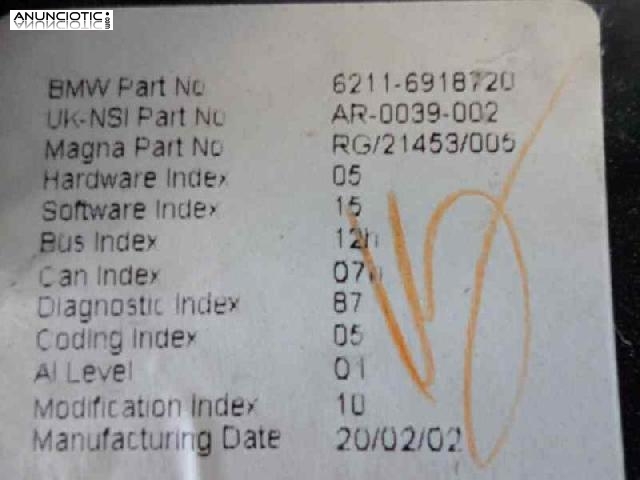 ANUNCIOTIC.com
BMW Part No 6211-6918720
UK-NSI Part No AR-0039-002
Magna Part No RG/21453/005
Hardware Index 05
Software Index 15
Bus Index 12h
Can Index 07h
Diagnostic Index 87
Coding Index 05
AI Level 01
Modification Index 10
Manufacturing Date 20/02/02